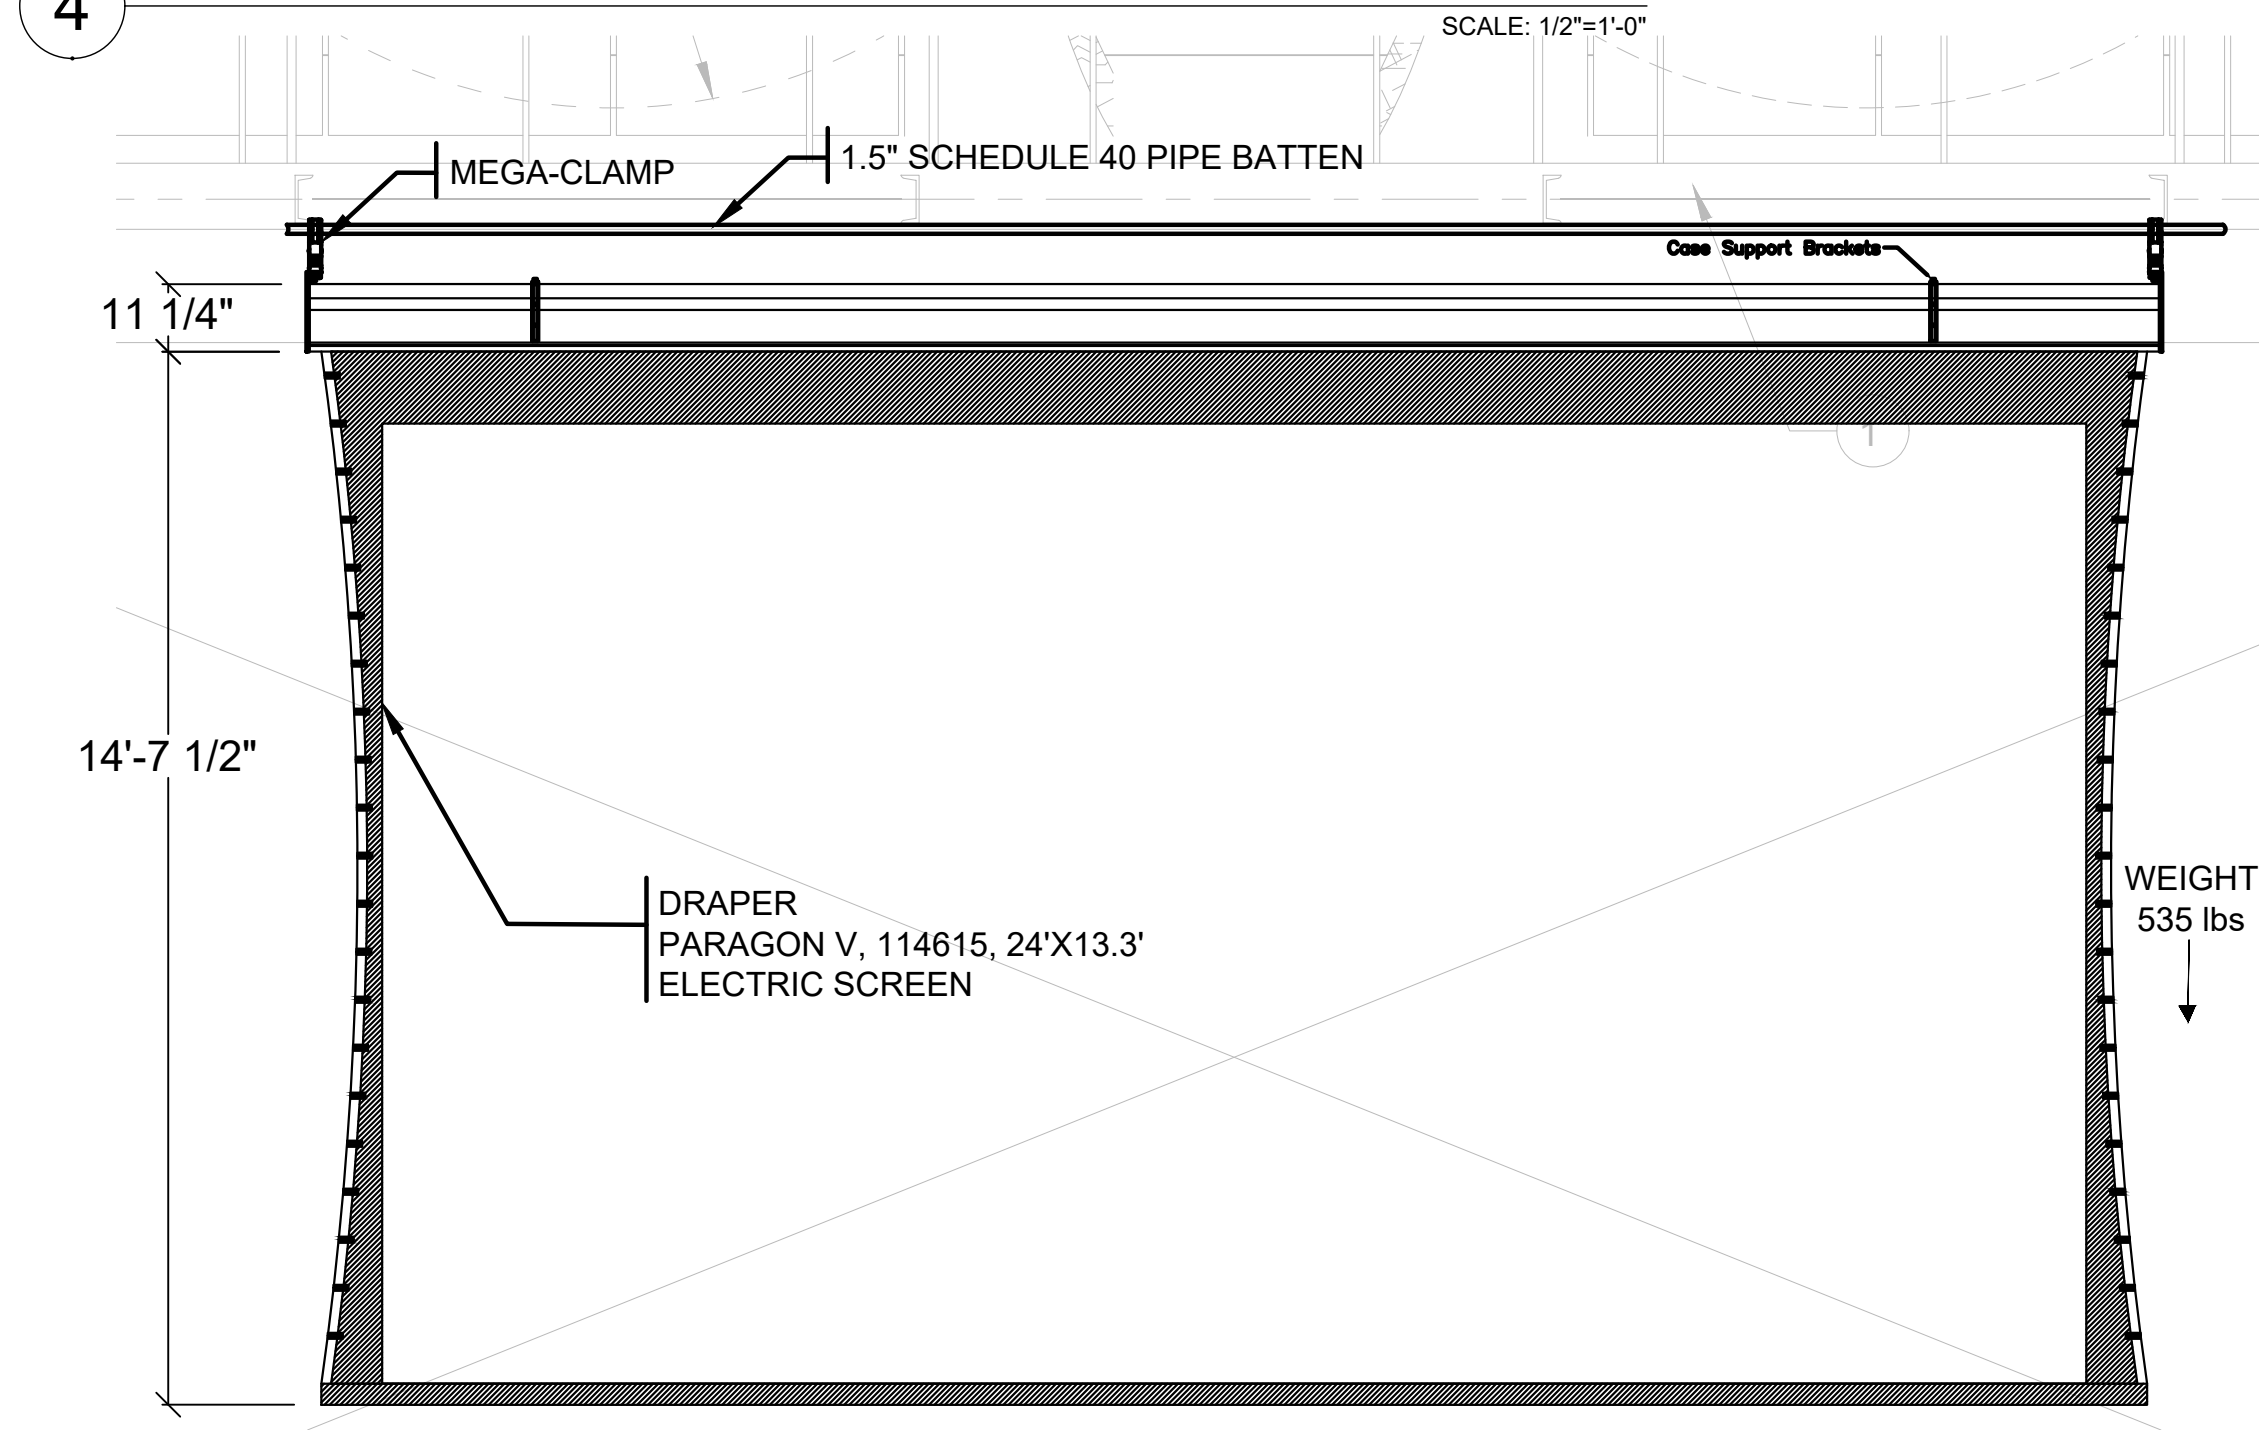 4
SCALE: 1/2"=1'-0"
MEGA-CLAMP
1.5" SCHEDULE 40 PIPE BATTEN
Case Support Brackets
11 1/4"
1
14'-7 1/2"
WEIGHT
535 lbs
DRAPER
PARAGON V, 114615, 24'X13.3'
ELECTRIC SCREEN